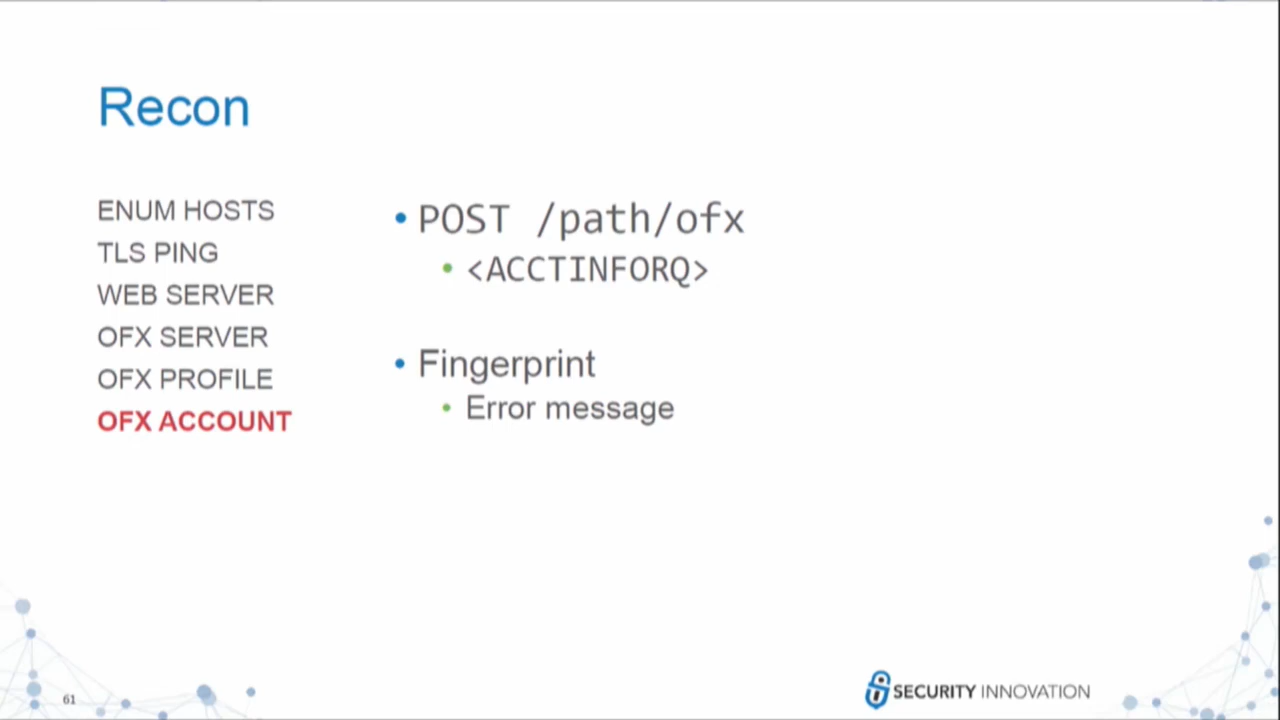 Recon
ENUM HOSTS
TLS PING
WEB SERVER
OFX SERVER
OFX PROFILE
OFX ACCOUNT
• POST /path/ofx
• <ACCTINFORQ>
• Fingerprint
• Error message
61
SECURITY INNOVATION